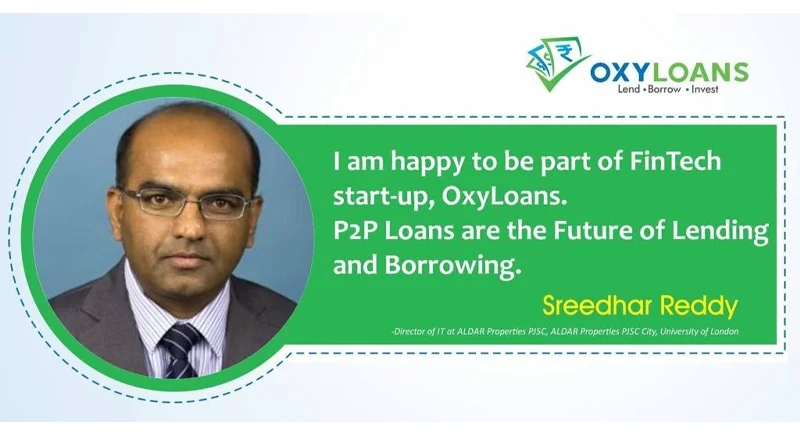 OXYLOANS
Lend • Borrow • Invest
I am happy to be part of FinTech
start-up, OxyLoans.
P2P Loans are the Future of Lending
and Borrowing.
Sreedhar Reddy
-Director of IT at ALDAR Properties PJSC, ALDAR Properties PJSC City, University of London